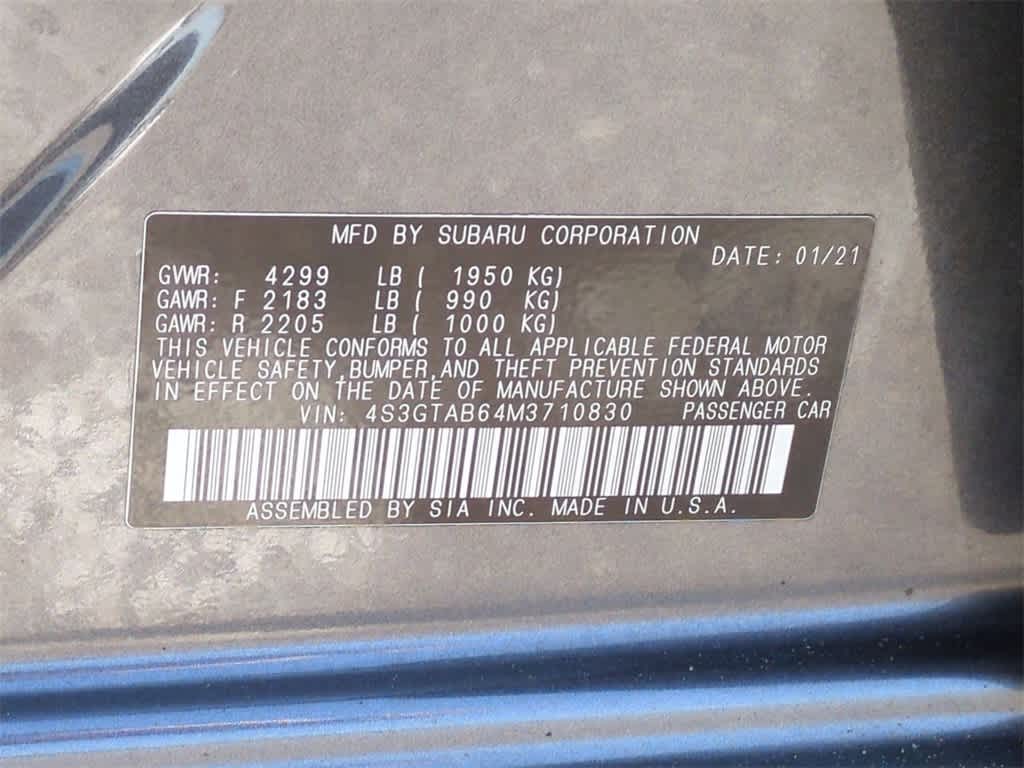 MFD BY SUBARU CORPORATION
DATE: 01/21
GVWR: 4299 LB ( 1950 KG)
GAWR: F 2183 LB ( 990 KG)
GAWR: R 2205 LB ( 1000 KG)
THIS VEHICLE CONFORMS TO ALL APPLICABLE FEDERAL MOTOR
VEHICLE SAFETY,BUMPER,AND THEFT PREVENTION STANDARDS
IN EFFECT ON THE DATE OF MANUFACTURE SHOWN ABOVE.
VIN: 4S3GTAB64M3710830 PASSENGER CAR
ASSEMBLED BY SIA INC. MADE IN U.S.A.